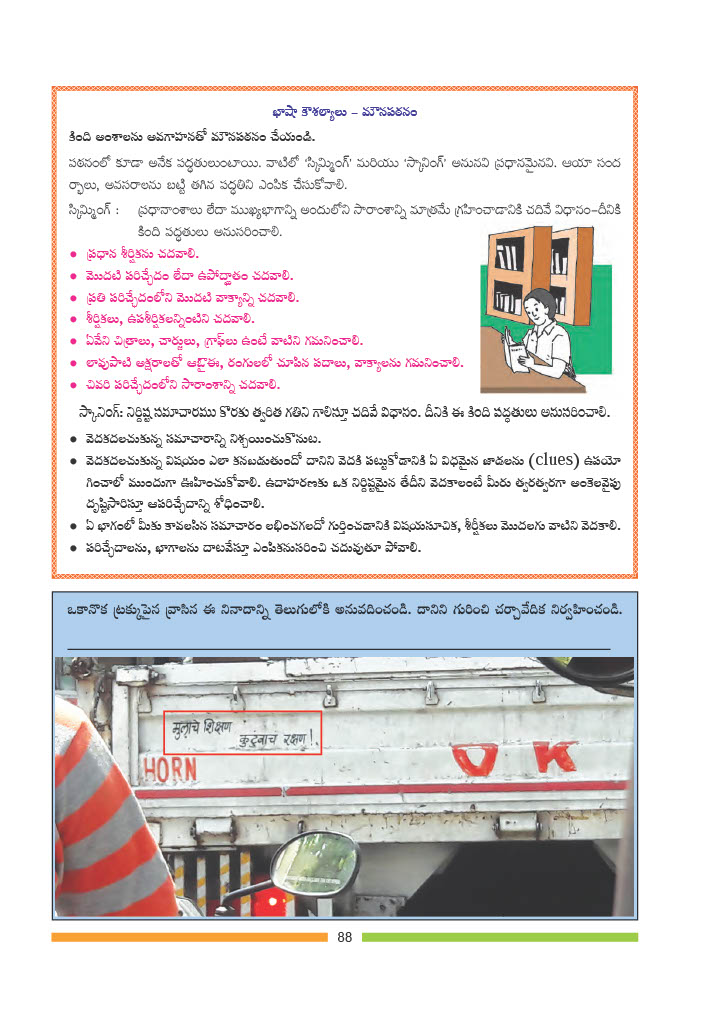 భాషా కౌశల్యాలు – మౌనపఠనం
కింది అంశాలను అవగాహనతో మౌనపఠనం చేయండి.
పఠనంలో కూడా అనేక పద్ధతులుంటాయి. వాటిలో ‘స్కిమ్మింగ్’ మరియు ‘స్కానింగ్’ అనునవి ప్రధానమైనవి. ఆయా సంద
ర్భాలు, అవసరాలను బట్టి తగిన పద్ధతిని ఎంపిక చేసుకోవాలి.
స్కిమ్మింగ్ : ప్రధానాంశాలు లేదా ముఖ్యభాగాన్ని అందులోని సారాంశాన్ని మాత్రమే గ్రహించడానికి చదివే విధానం–దీనికి
కింది పద్ధతులు అనుసరించాలి.
• ప్రధాన శీర్షికను చదవాలి.
• మొదటి పరిచ్ఛేదం లేదా ఉపోద్ఘాతం చదవాలి.
• ప్రతి పరిచ్ఛేదంలోని మొదటి వాక్యాన్ని చదవాలి.
• శీర్షికలు, ఉపశీర్షికలన్నింటిని చదవాలి.
• ఏవేని చిత్రాలు, చార్టులు, గ్రాఫ్‌లు ఉంటే వాటిని గమనించాలి.
• లావుపాటి అక్షరాలతో ఉన్న, రంగులలో చూపిన పదాలు, వాక్యాలను గమనించాలి.
• చివరి పరిచ్ఛేదంలోని సారాంశాన్ని చదవాలి.
స్కానింగ్: నిర్దిష్ట సమాచారము కొరకు త్వరిత గతిని గాలిస్తూ చదివే విధానం. దీనికి ఈ కింది పద్ధతులు అనుసరించాలి.
• వెదకదలచుకున్న సమాచారాన్ని నిశ్చయించుకొనుట.
• వెదకదలచుకున్న విషయం ఎలా కనబడుతుందో దానిని వెదకి పట్టుకోడానికి ఏ విధమైన జాడలను (clues) ఉపయో
గించాలో ముందుగా ఊహించుకోవాలి. ఉదాహరణకు ఒక నిర్దిష్టమైన తేదీని వెదకాలంటే మీరు త్వరత్వరగా అంకెలవైపు
దృష్టిసారిస్తూ ఆపరిచ్ఛేదాన్ని శోధించాలి.
• ఏ భాగంలో మీకు కావలసిన సమాచారం లభించగలదో గుర్తించడానికి విషయసూచిక, శీర్షికలు మొదలగు వాటిని వెదకాలి.
• పరిచ్ఛేదాలను, భాగాలను దాటవేస్తూ ఎంపికనుసరించి చదువుతూ పోవాలి.
ఒకానొక ట్రక్కుపైన వ్రాసిన ఈ నినాదాన్ని తెలుగులోకి అనువదించండి. దానిని గురించి చర్చావేదిక నిర్వహించండి.
मुलाचे शिक्षण
कुटुंबाच रक्षण!
HORN
OK
88